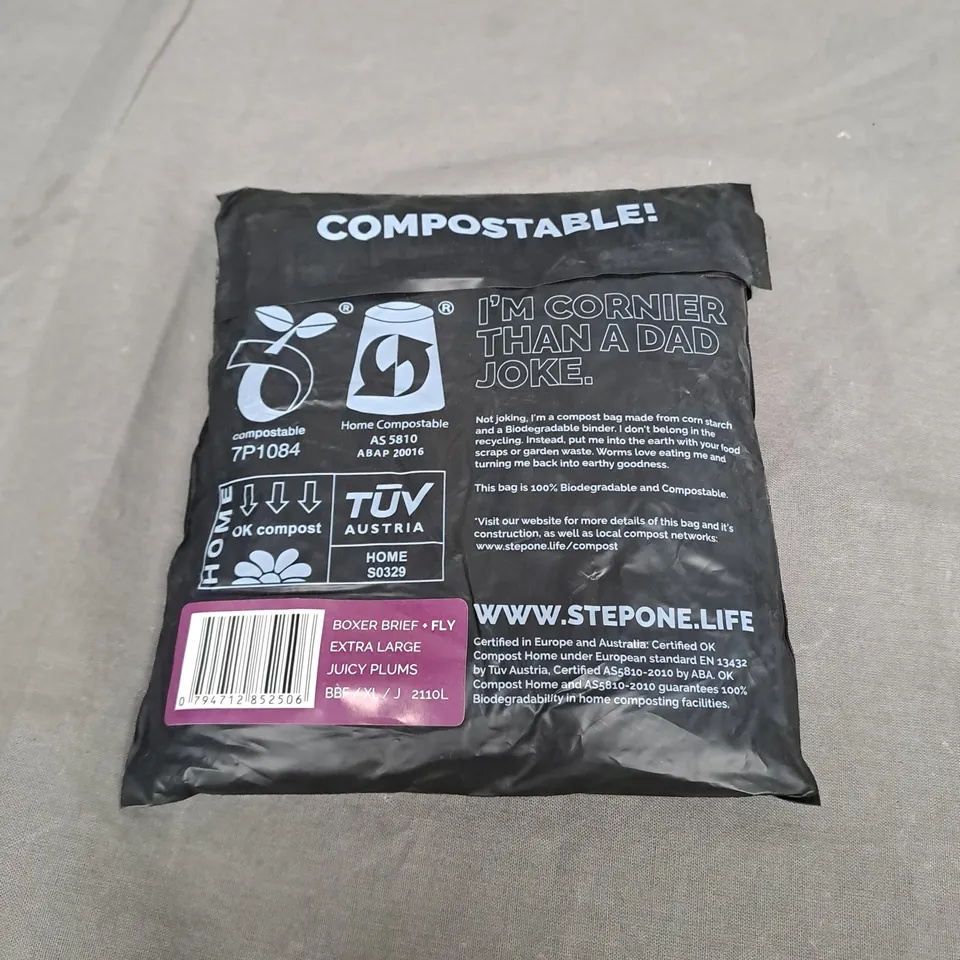 COMPOSTABLE!
®
®
compostable
7P1084
Home Compostable
AS 5810
ABAP 20016
HOME
OK compost
TÜV
AUSTRIA
HOME
S0329
I'M CORNIER
THAN A DAD
JOKE.
Not joking, I'm a compost bag made from corn starch
and a Biodegradable binder. I don't belong in the
recycling. Instead, put me into the earth with your food
scraps or garden waste. Worms love eating me and
turning me back into earthy goodness.
This bag is 100% Biodegradable and Compostable.
*Visit our website for more details of this bag and it's
construction, as well as local compost networks:
www.stepone.life/compost
WWW.STEPONE.LIFE
Certified in Europe and Australia: Certified OK
Compost Home under European standard EN 13432
by Tüv Austria, Certified AS5810-2010 by ABA. OK
Compost Home and AS5810-2010 guarantees 100%
Biodegradability in home composting facilities.
BOXER BRIEF + FLY
EXTRA LARGE
JUICY PLUMS
BBF / XL / J 2110L
0 794712 852506